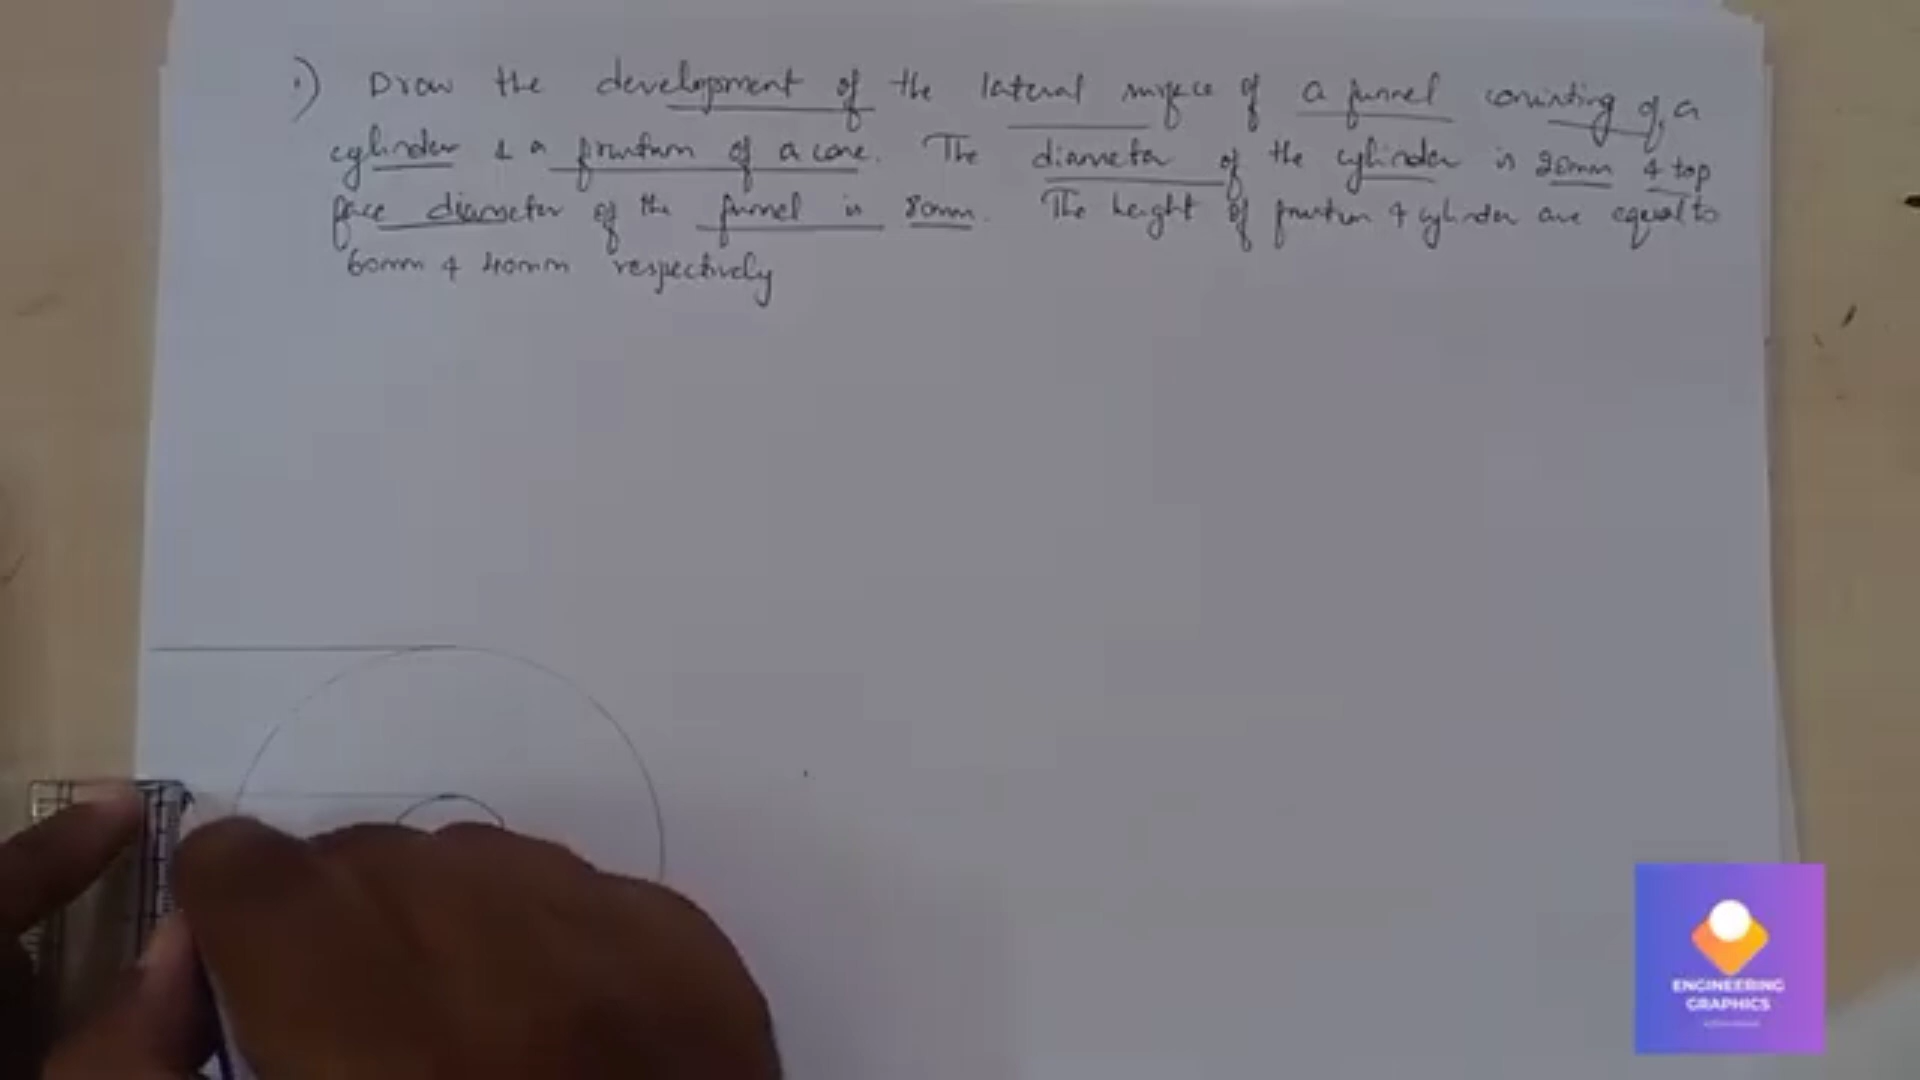 1) Draw the development of the lateral surface of a funnel consisting of a
cylinder & a frustum of a cone. The diameter of the cylinder is 20mm & top
face diameter of the funnel is 80mm. The height of frustum & cylinder are equal to
60mm & 40mm respectively
ENGINEERING
GRAPHICS